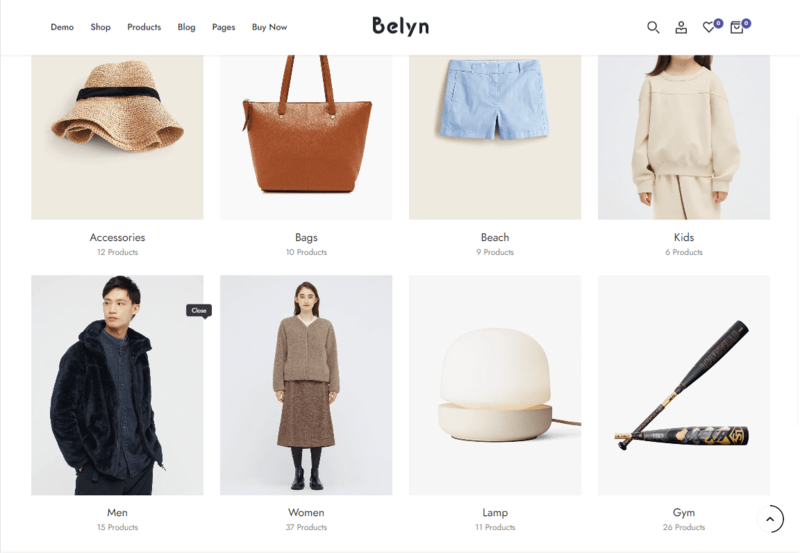 Demo Shop Products Blog Pages Buy Now Belyn 0 0
Accessories Bags Beach Kids
12 Products 10 Products 9 Products 6 Products
Close
Men Women Lamp Gym
15 Products 37 Products 11 Products 26 Products